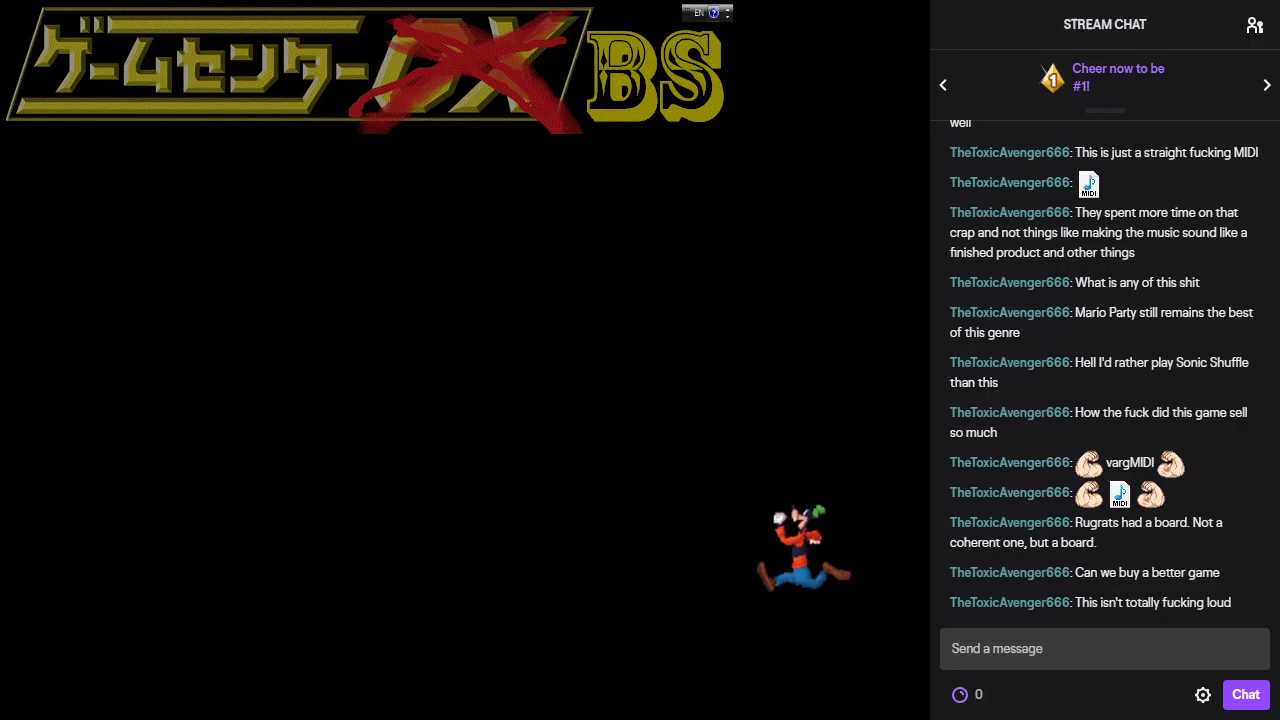 ゲームセンターCX BS
EN
STREAM CHAT
Cheer now to be
#1!
well
TheToxicAvenger666: This is just a straight fucking MIDI
TheToxicAvenger666: MIDI
TheToxicAvenger666: They spent more time on that
crap and not things like making the music sound like a
finished product and other things
TheToxicAvenger666: What is any of this shit
TheToxicAvenger666: Mario Party still remains the best
of this genre
TheToxicAvenger666: Hell I'd rather play Sonic Shuffle
than this
TheToxicAvenger666: How the fuck did this game sell
so much
TheToxicAvenger666: vargMIDI
TheToxicAvenger666: MIDI
TheToxicAvenger666: Rugrats had a board. Not a
coherent one, but a board.
TheToxicAvenger666: Can we buy a better game
TheToxicAvenger666: This isn't totally fucking loud
Send a message
0
Chat